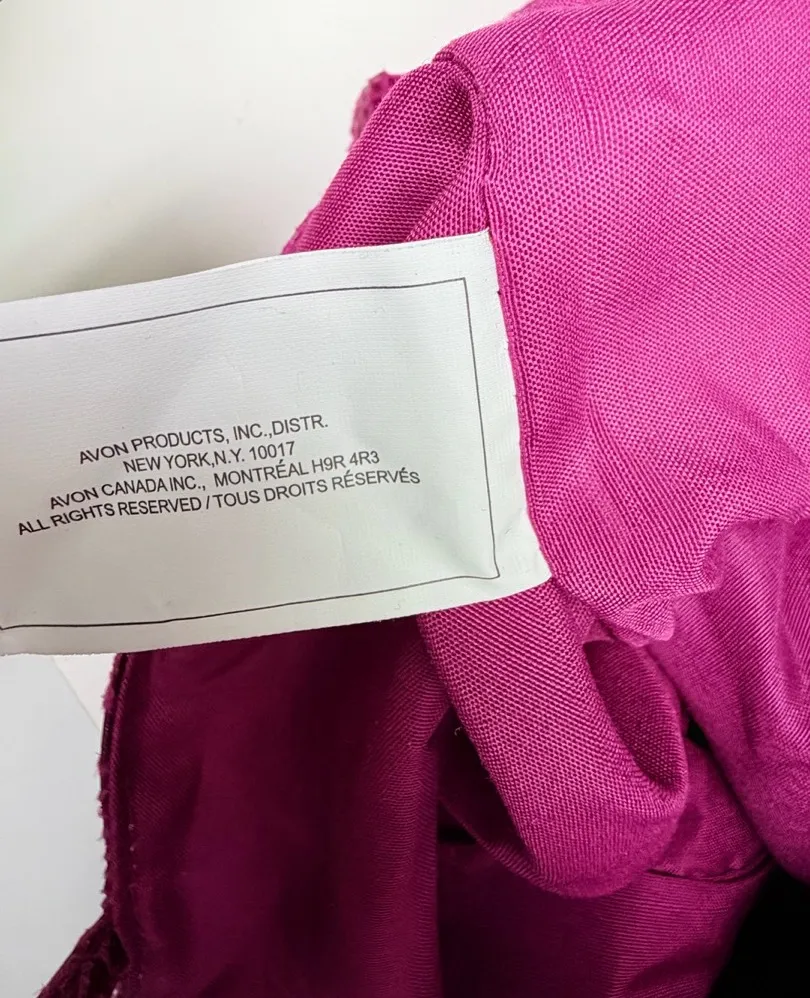 AVON PRODUCTS, INC.,DISTR.
NEW YORK,N.Y. 10017
AVON CANADA INC., MONTRÉAL H9R 4R3
ALL RIGHTS RESERVED / TOUS DROITS RÉSERVÉS